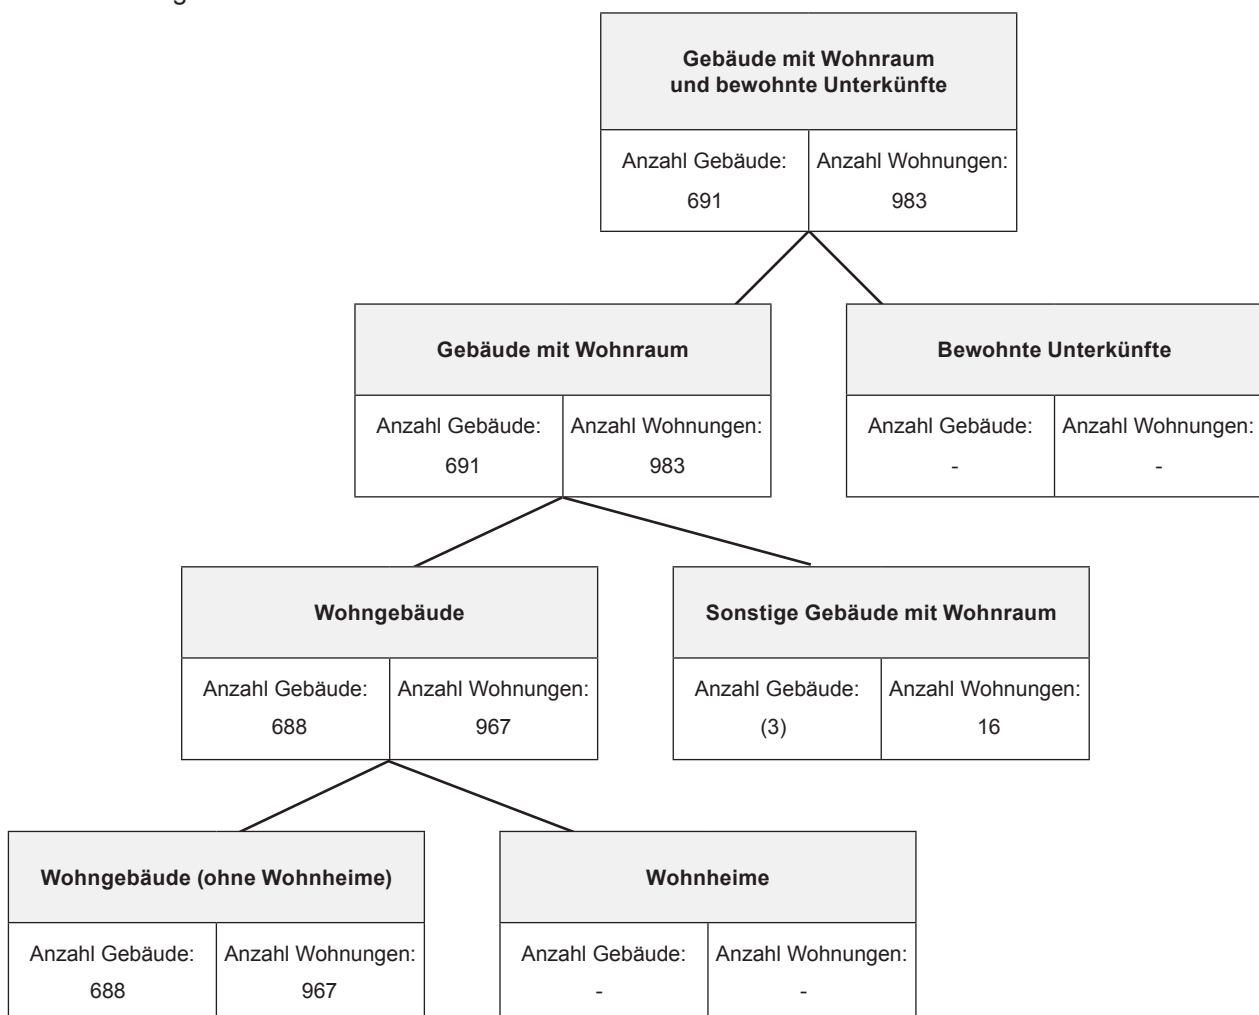 Gebäude mit Wohnraum
und bewohnte Unterkünfte
Anzahl Gebäude: Anzahl Wohnungen:
691 983
Gebäude mit Wohnraum
Bewohnte Unterkünfte
Anzahl Gebäude: Anzahl Wohnungen:
691 983
Anzahl Gebäude: Anzahl Wohnungen:
- -
Wohngebäude
Sonstige Gebäude mit Wohnraum
Anzahl Gebäude: Anzahl Wohnungen:
688 967
Anzahl Gebäude: Anzahl Wohnungen:
(3) 16
Wohngebäude (ohne Wohnheime)
Wohnheime
Anzahl Gebäude: Anzahl Wohnungen:
688 967
Anzahl Gebäude: Anzahl Wohnungen:
- -